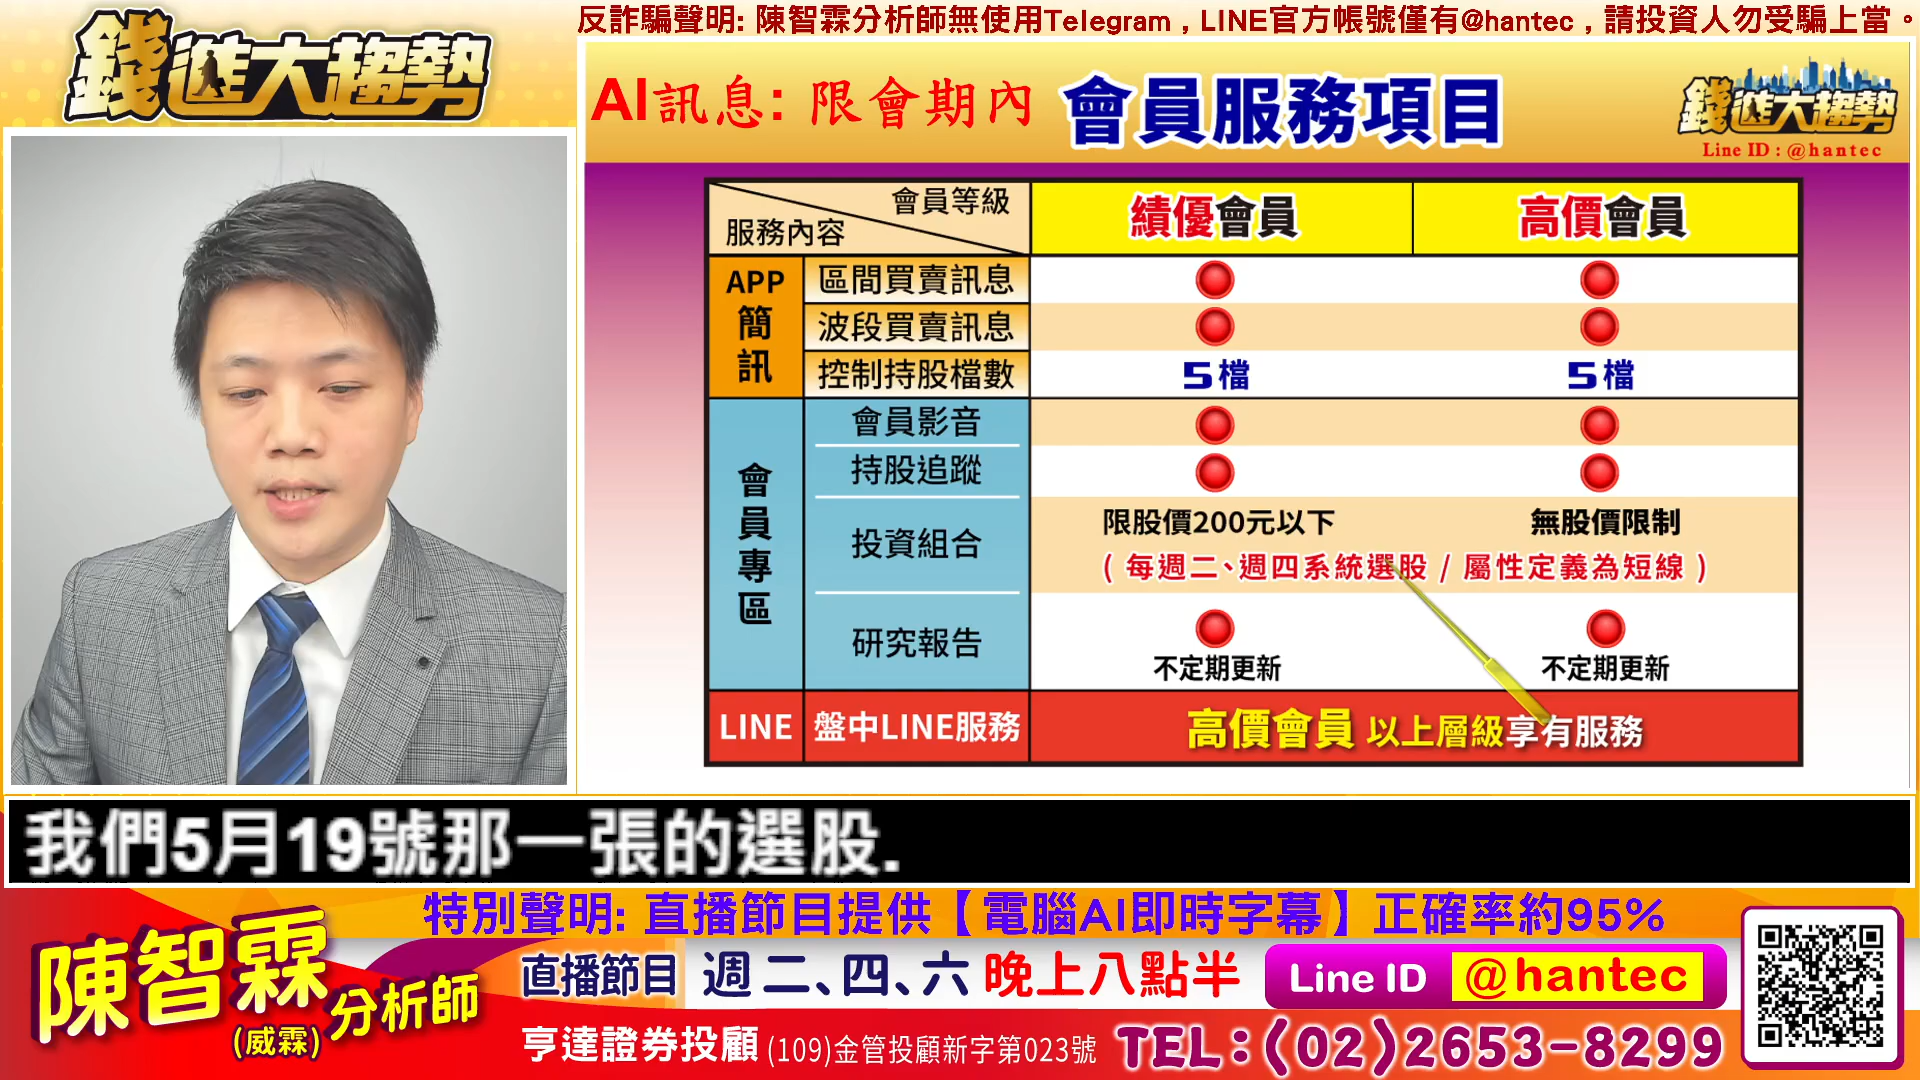 反詐騙聲明: 陳智霖分析師無使用Telegram , LINE官方帳號僅有@hantec , 請投資人勿受騙上當。
錢進大趨勢
AI訊息: 限會期內 會員服務項目
錢進大趨勢
Line ID : @hantec
會員等級
服務內容
績優會員
高價會員
APP簡訊
區間買賣訊息
波段買賣訊息
控制持股檔數
5檔
5檔
會員專區
會員影音
持股追蹤
投資組合
限股價200元以下
無股價限制
( 每週二、週四系統選股 / 屬性定義為短線 )
研究報告
不定期更新
不定期更新
LINE
盤中LINE服務
高價會員 以上層級享有服務
我們5月19號那一張的選股.
特別聲明: 直播節目提供【電腦AI即時字幕】正確率約95%
陳智霖分析師
(威霖)
直播節目 週二、四、六 晚上八點半
Line ID @hantec
亨達證券投顧 (109)金管投顧新字第023號
TEL:(02)2653-8299